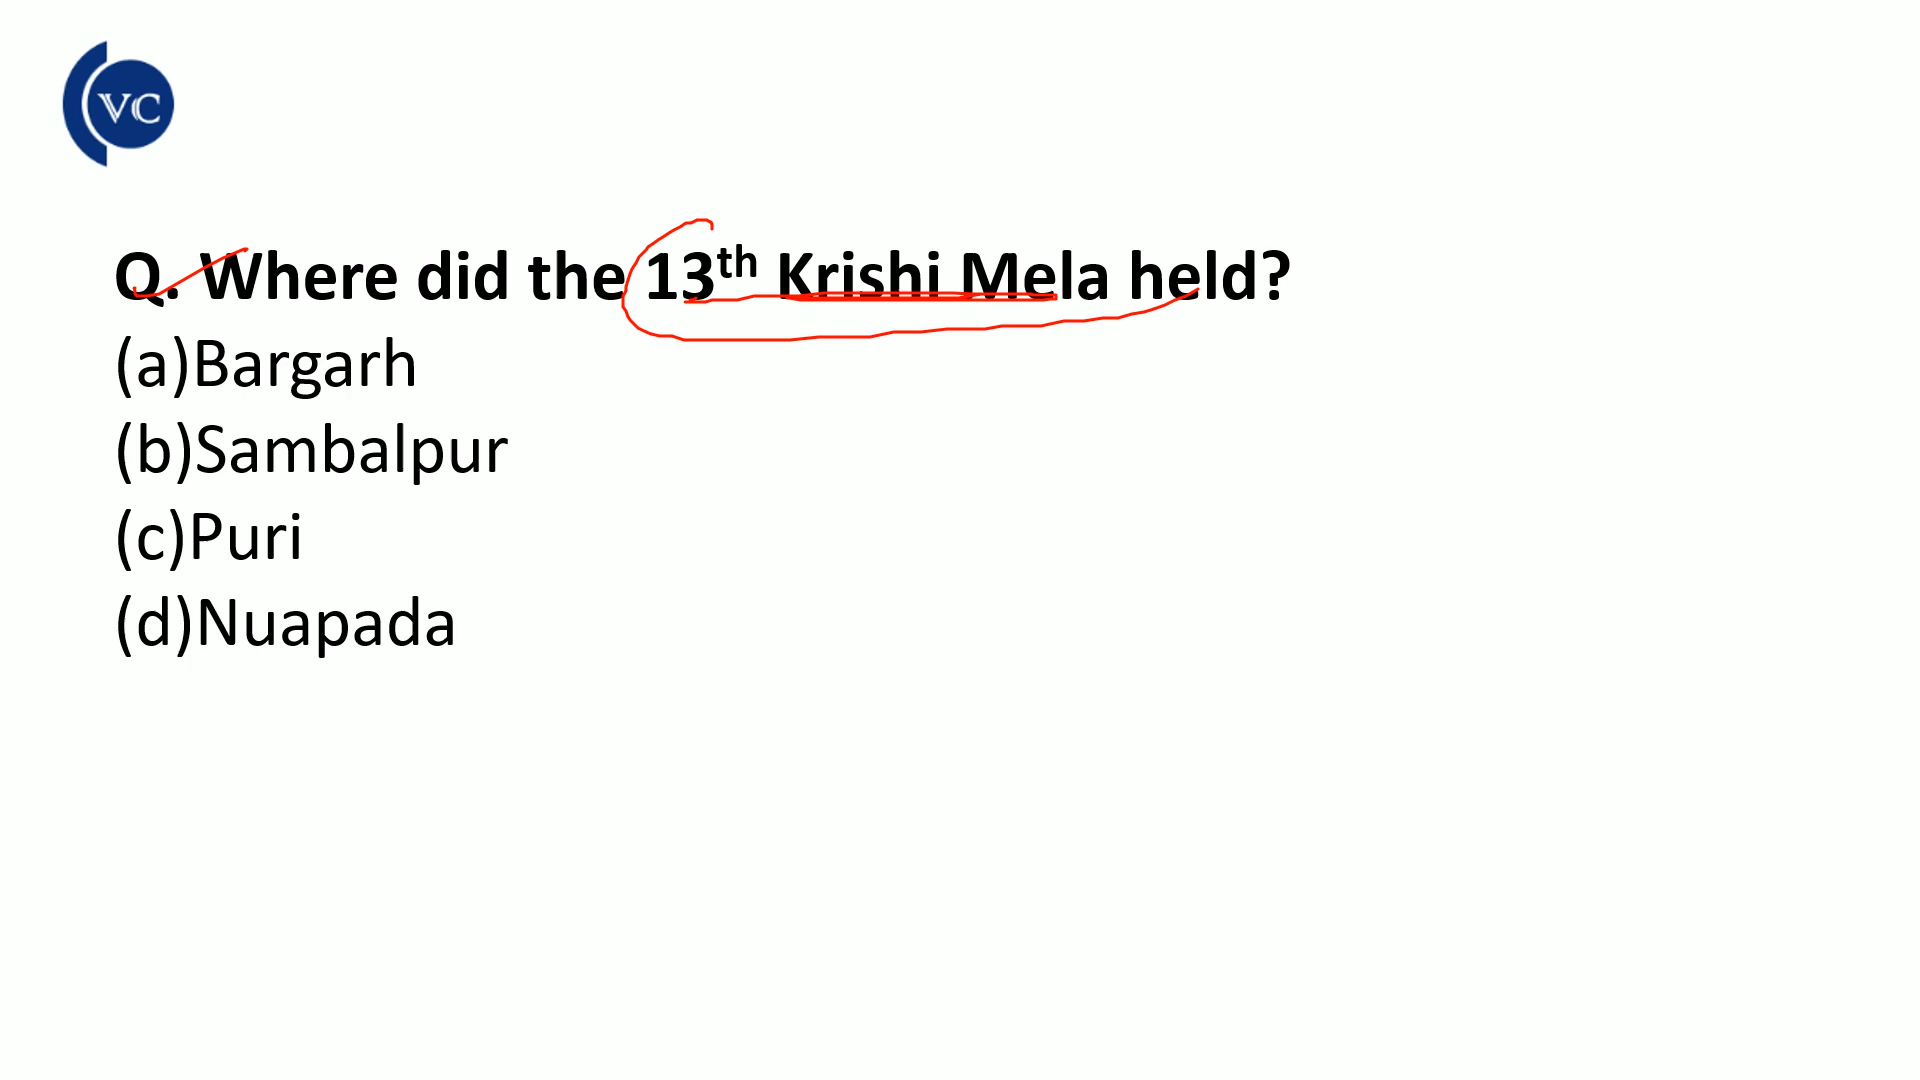 VC
Q. Where did the 13th Krishi Mela held?
(a)Bargarh
(b)Sambalpur
(c)Puri
(d)Nuapada